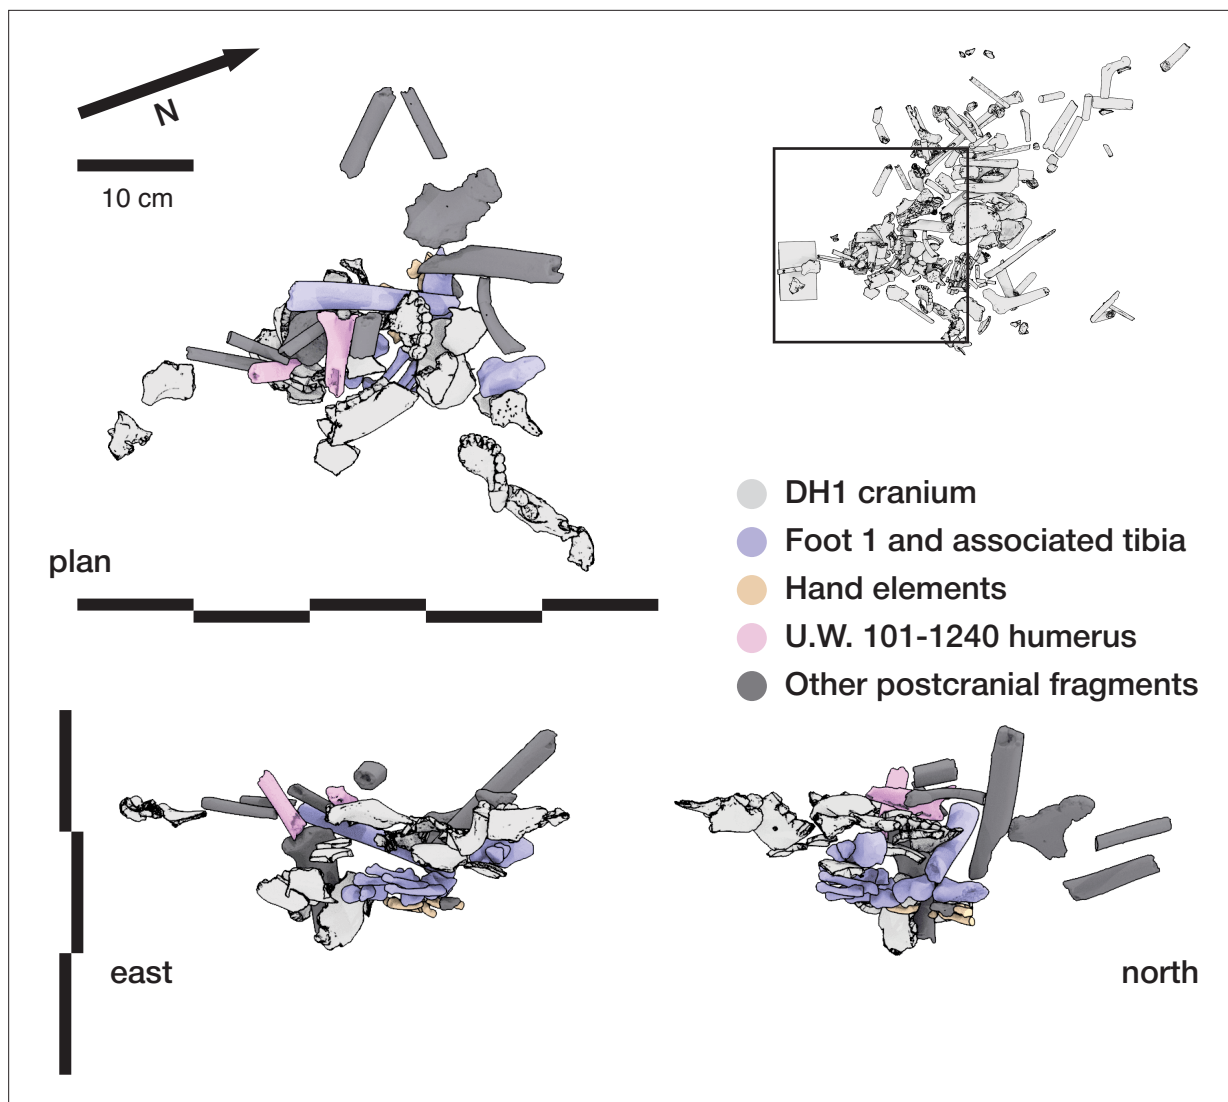 N
10 cm
DH1 cranium
Foot 1 and associated tibia
Hand elements
U.W. 101-1240 humerus
Other postcranial fragments
plan
east
north